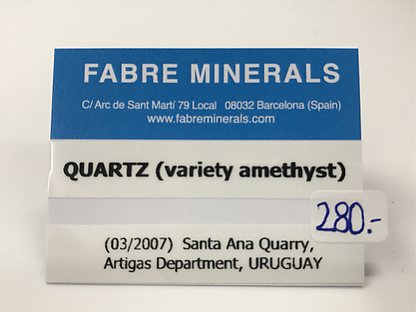 FABRE MINERALS
C/ Arc de Sant Martí 79 Local 08032 Barcelona (Spain)
www.fabreminerals.com
QUARTZ (variety amethyst)
280.-
(03/2007) Santa Ana Quarry,
Artigas Department, URUGUAY